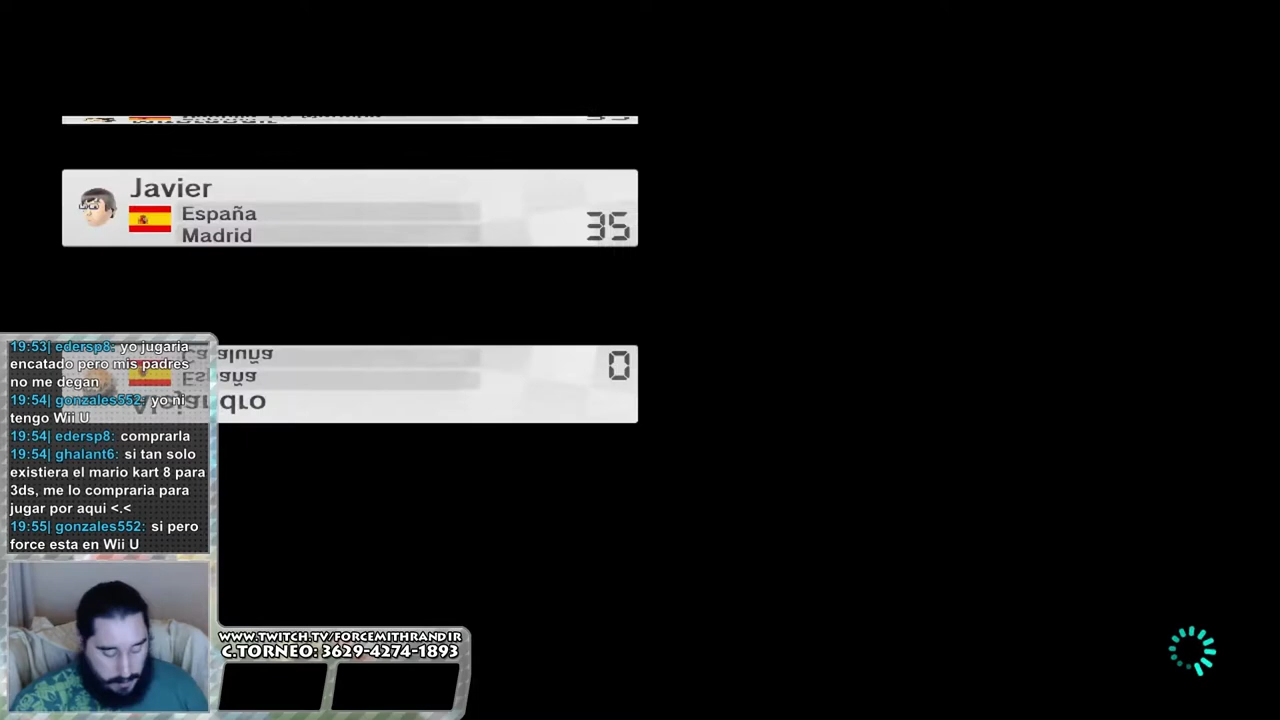 Javier
España
Madrid
35
Cataluña
0
España
Alejandro
19:53| edersp8: yo jugaria
encatado pero mis padres
no me degan
19:54| gonzales552: yo ni
tengo Wii U
19:54| edersp8: comprarla
19:54| ghalant6: si tan solo
existiera el mario kart 8 para
3ds, me lo compraria para
jugar por aqui <.<
19:55| gonzales552: si pero
force esta en Wii U
WWW.TWITCH.TV/FORCEMITHRANDIR
C.TORNEO: 3629-4274-1893